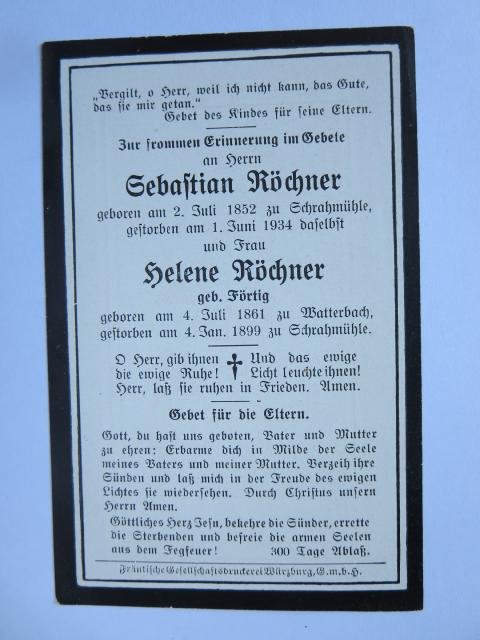 „Vergilt, o Herr, weil ich nicht kann, das Gute,
das sie mir getan.“
Gebet des Kindes für seine Eltern.
Zur frommen Erinnerung im Gebete
an Herrn
Sebaſtian Röchner
geboren am 2. Juli 1852 zu Schrahmühle,
geſtorben am 1. Juni 1934 daſelbſt
und Frau
Helene Röchner
geb. Förtig
geboren am 4. Juli 1861 zu Watterbach,
geſtorben am 4. Jan. 1899 zu Schrahmühle.
O Herr, gib ihnen † Und das ewige
die ewige Ruhe! Licht leuchte ihnen!
Herr, laß ſie ruhen in Frieden. Amen.
Gebet für die Eltern.
Gott, du haſt uns geboten, Vater und Mutter
zu ehren: Erbarme dich in Milde der Seele
meines Vaters und meiner Mutter. Verzeih ihre
Sünden und laß mich in der Freude des ewigen
Lichtes ſie wiederſehen. Durch Chriſtus unſern
Herrn Amen.
Göttliches Herz Jeſu, bekehre die Sünder, errette
die Sterbenden und befreie die armen Seelen
aus dem Fegfeuer! 300 Tage Ablaß.
Fränkiſche Geſellſchaftsdruckerei Würzburg, G.m.b.H.